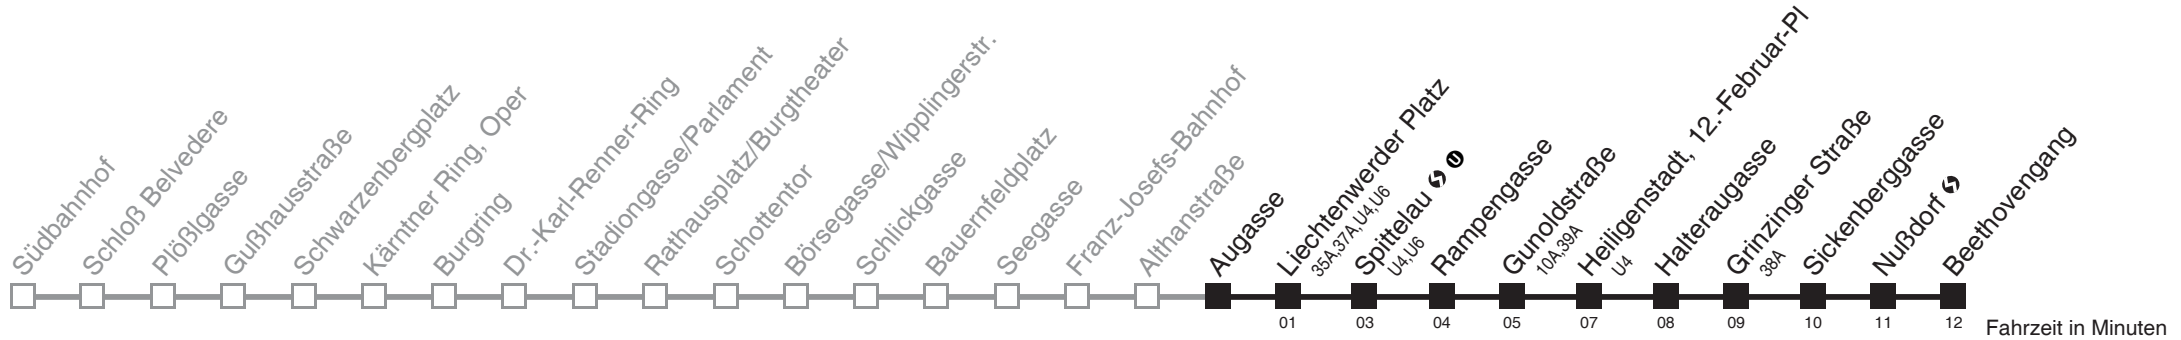 Südbahnhof
Schloß Belvedere
Plößlgasse
Gußhausstraße
Schwarzenbergplatz
Kärntner Ring, Oper
Burgring
Dr.-Karl-Renner-Ring
Stadiongasse/Parlament
Rathausplatz/Burgtheater
Schottentor
Börsegasse/Wipplingerstr.
Schlickgasse
Bauernfeldplatz
Seegasse
Franz-Josefs-Bahnhof
Althanstraße
Augasse
Liechtenwerder Platz
35A,37A,U4,U6
Spittelau S U
U4,U6
Rampengasse
Gunoldstraße
10A,39A
Heiligenstadt, 12.-Februar-Pl
U4
Halteraugasse
Grinzinger Straße
38A
Sickenberggasse
Nußdorf S
Beethovengang
01 03 04 05 07 08 09 10 11 12 Fahrzeit in Minuten